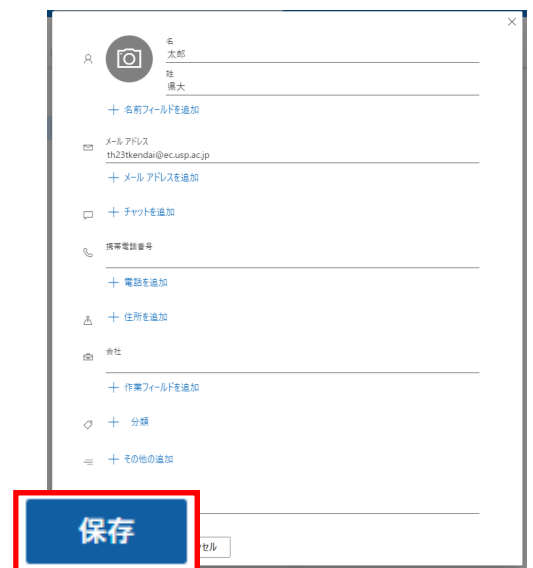 名
太郎
姓
県大
名前フィールドを追加
メール アドレス
th23tkendai@ec.usp.ac.jp
メール アドレスを追加
チャットを追加
携帯電話番号
電話を追加
住所を追加
会社
作業フィールドを追加
分類
その他の追加
保存
セル